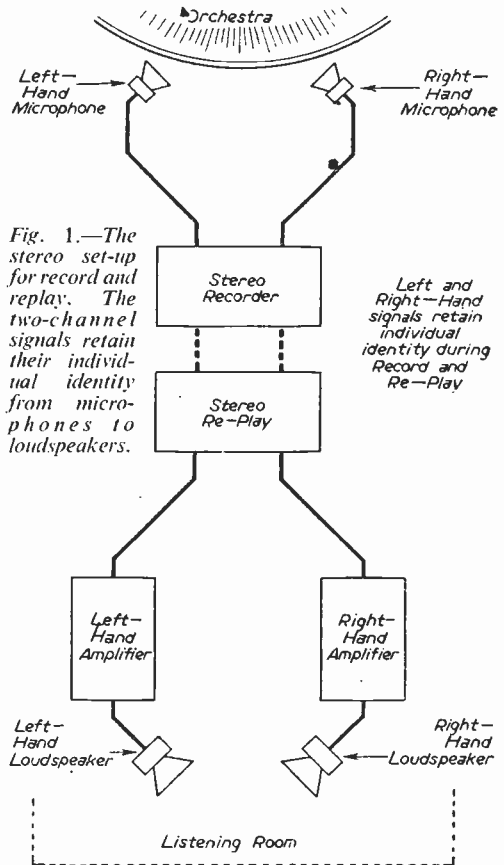 Orchestra
Left-
Hand
Microphone
Right-
Hand
Microphone
Fig. 1.—The
stereo set-up
for record and
replay. The
two-channel
signals retain
their individ-
ual identity
from micro-
phones to
loudspeakers.
Stereo
Recorder
Left and
Right-Hand
signals retain
individual
identity during
Record and
Re-Play
Stereo
Re-Play
Left-
Hand
Amplifier
Right-
Hand
Amplifier
Left-
Hand
Loudspeaker
Right-
Hand
Loudspeaker
Listening Room